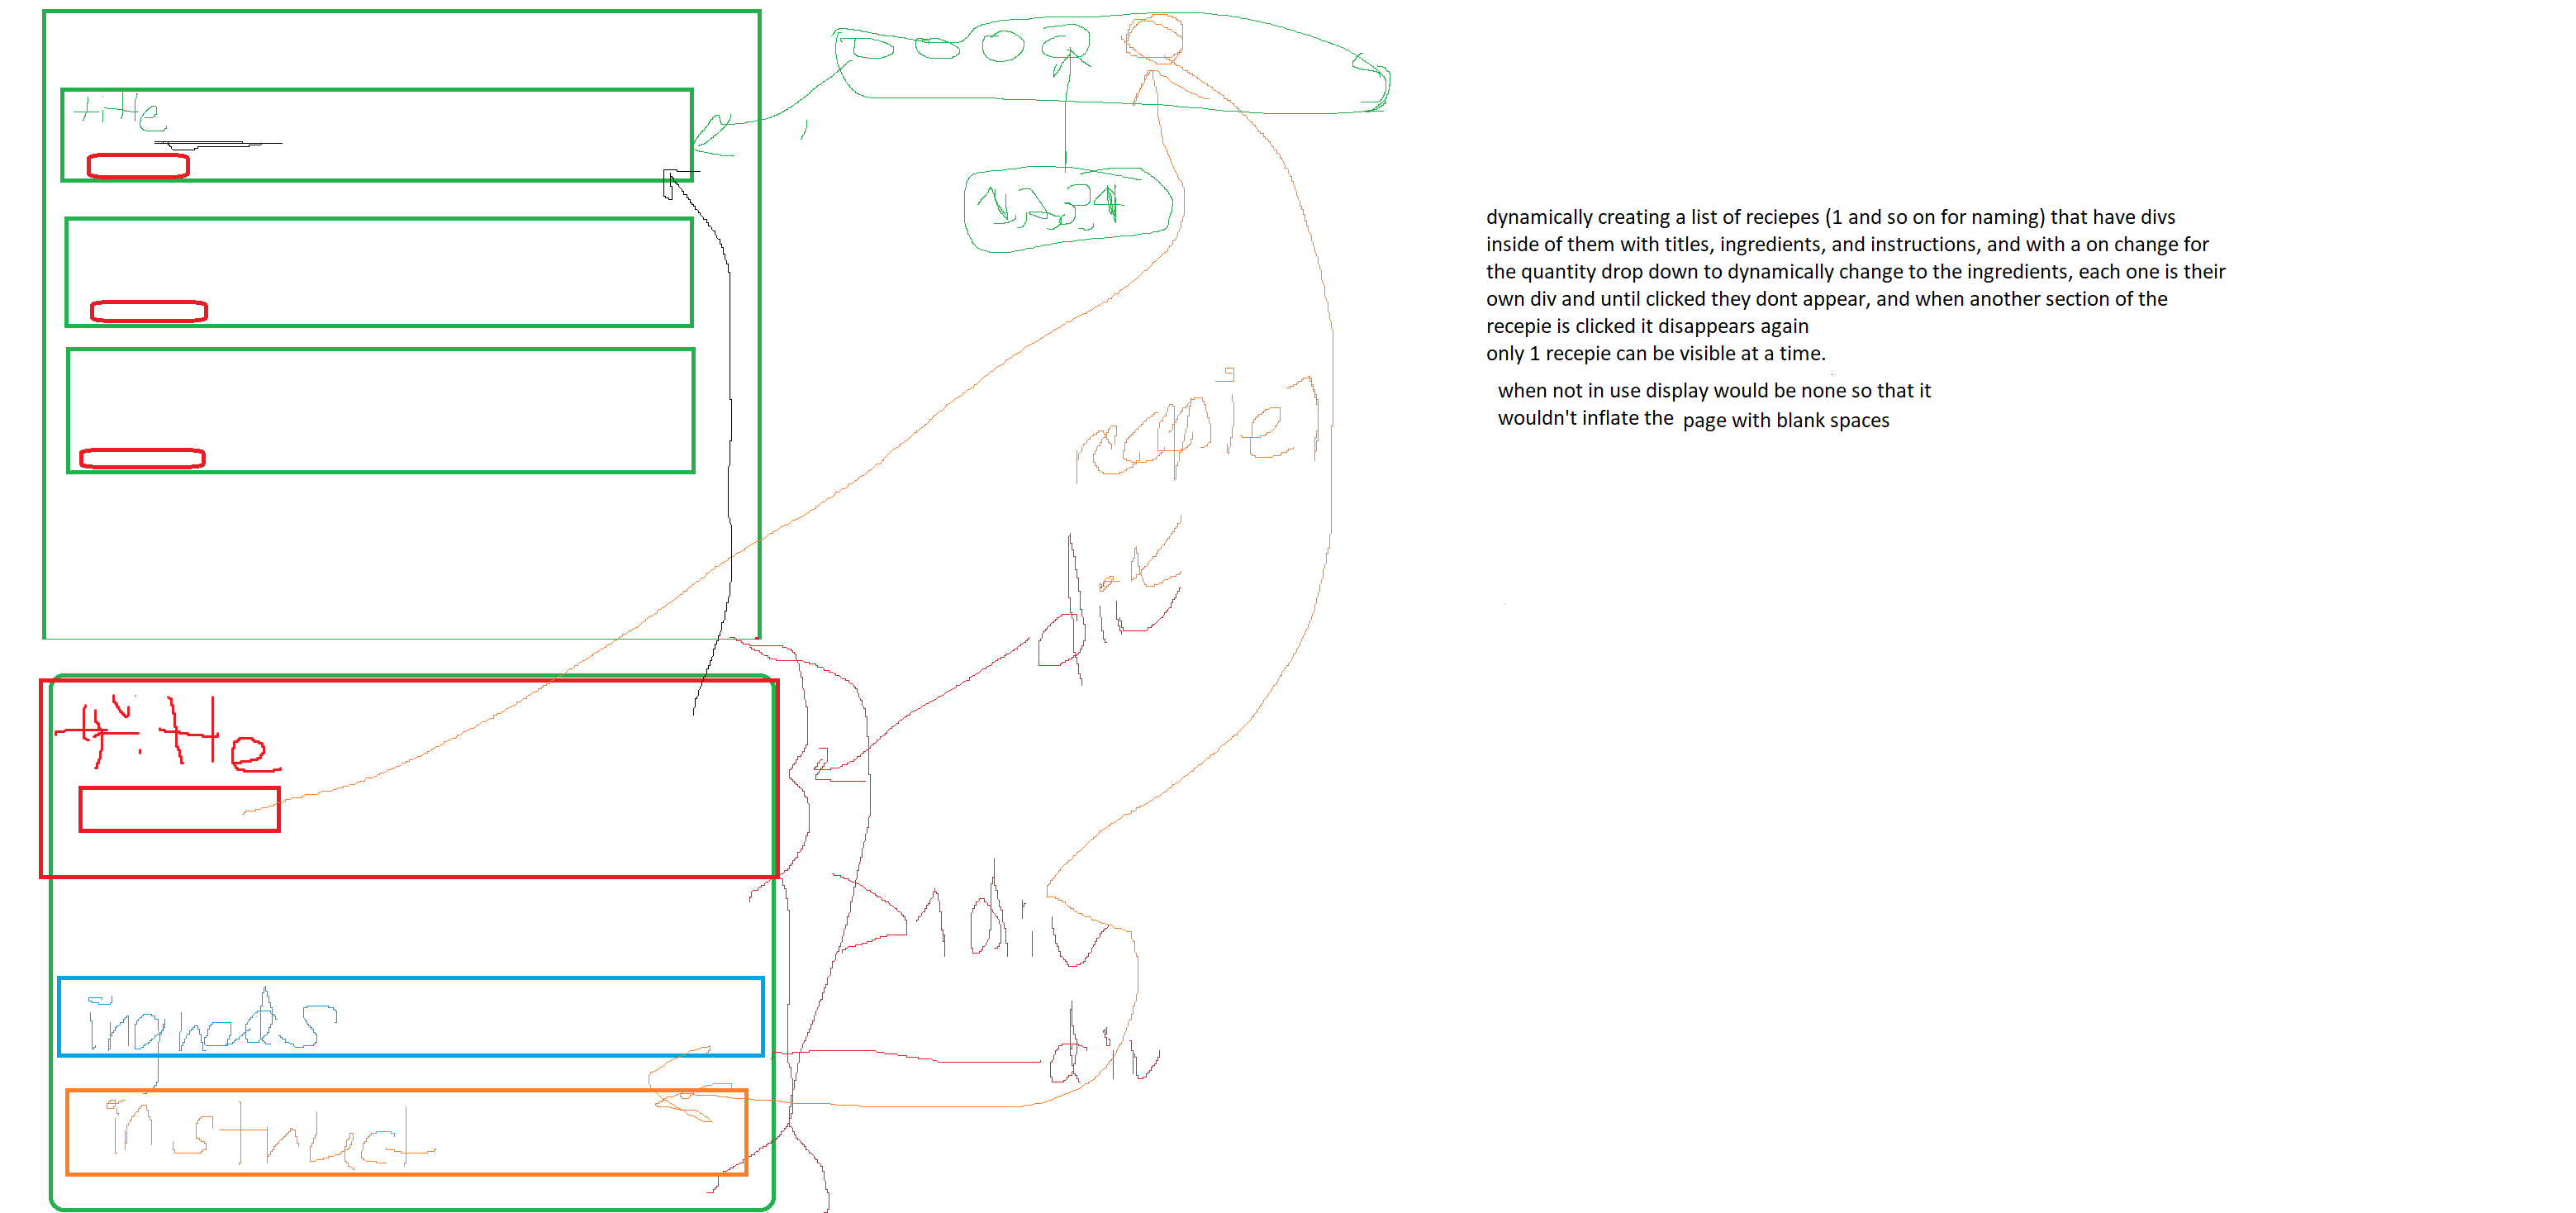 title
1,2,3,4
dynamically creating a list of reciepes (1 and so on for naming) that have divs
inside of them with titles, ingredients, and instructions, and with a on change for
the quantity drop down to dynamically change to the ingredients, each one is their
own div and until clicked they dont appear, and when another section of the
recepie is clicked it disappears again
only 1 recepie can be visible at a time.
when not in use display would be none so that it
wouldn't inflate the page with blank spaces
recepie1
div
title
1div
div
instruct